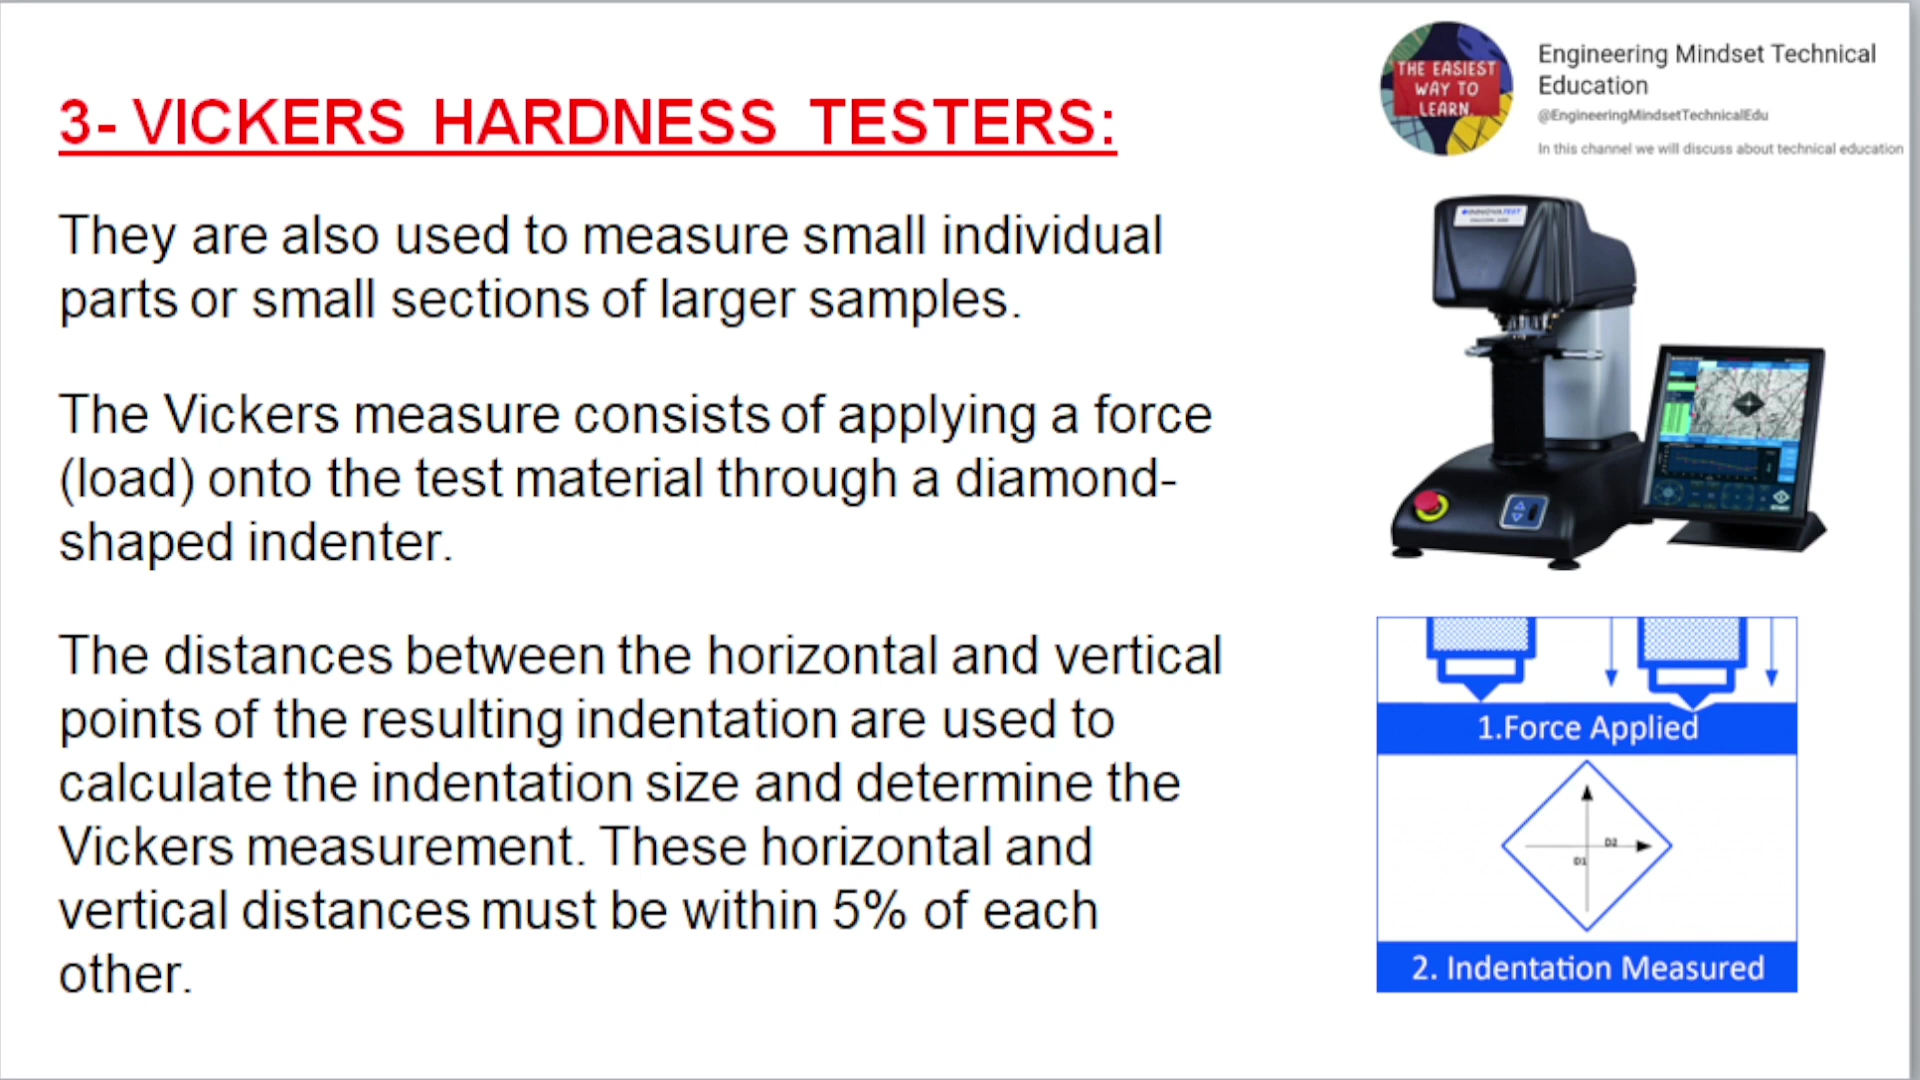 3- VICKERS HARDNESS TESTERS:
They are also used to measure small individual
parts or small sections of larger samples.
The Vickers measure consists of applying a force
(load) onto the test material through a diamond-
shaped indenter.
The distances between the horizontal and vertical
points of the resulting indentation are used to
calculate the indentation size and determine the
Vickers measurement. These horizontal and
vertical distances must be within 5% of each
other.
THE EASIEST
WAY TO
LEARN.
Engineering Mindset Technical
Education
@EngineeringMindsetTechnicalEdu
In this channel we will discuss about technical education
INNOVATEST
1.Force Applied
D2
D1
2. Indentation Measured